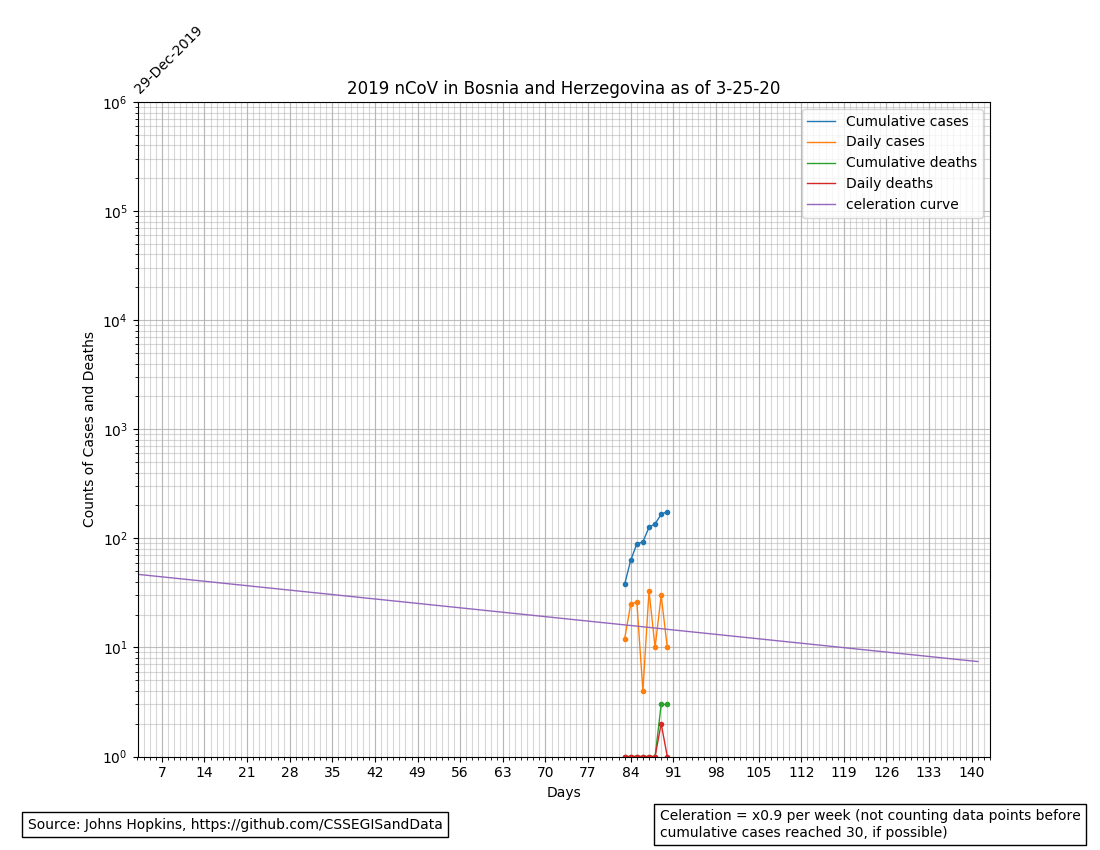 29-Dec-2019
2019 nCoV in Bosnia and Herzegovina as of 3-25-20
10^6
10^5
10^4
10^3
10^2
10^1
10^0
Counts of Cases and Deaths
Cumulative cases
Daily cases
Cumulative deaths
Daily deaths
celeration curve
7 14 21 28 35 42 49 56 63 70 77 84 91 98 105 112 119 126 133 140
Days
Source: Johns Hopkins, https://github.com/CSSEGISandData
Celeration = x0.9 per week (not counting data points before
cumulative cases reached 30, if possible)